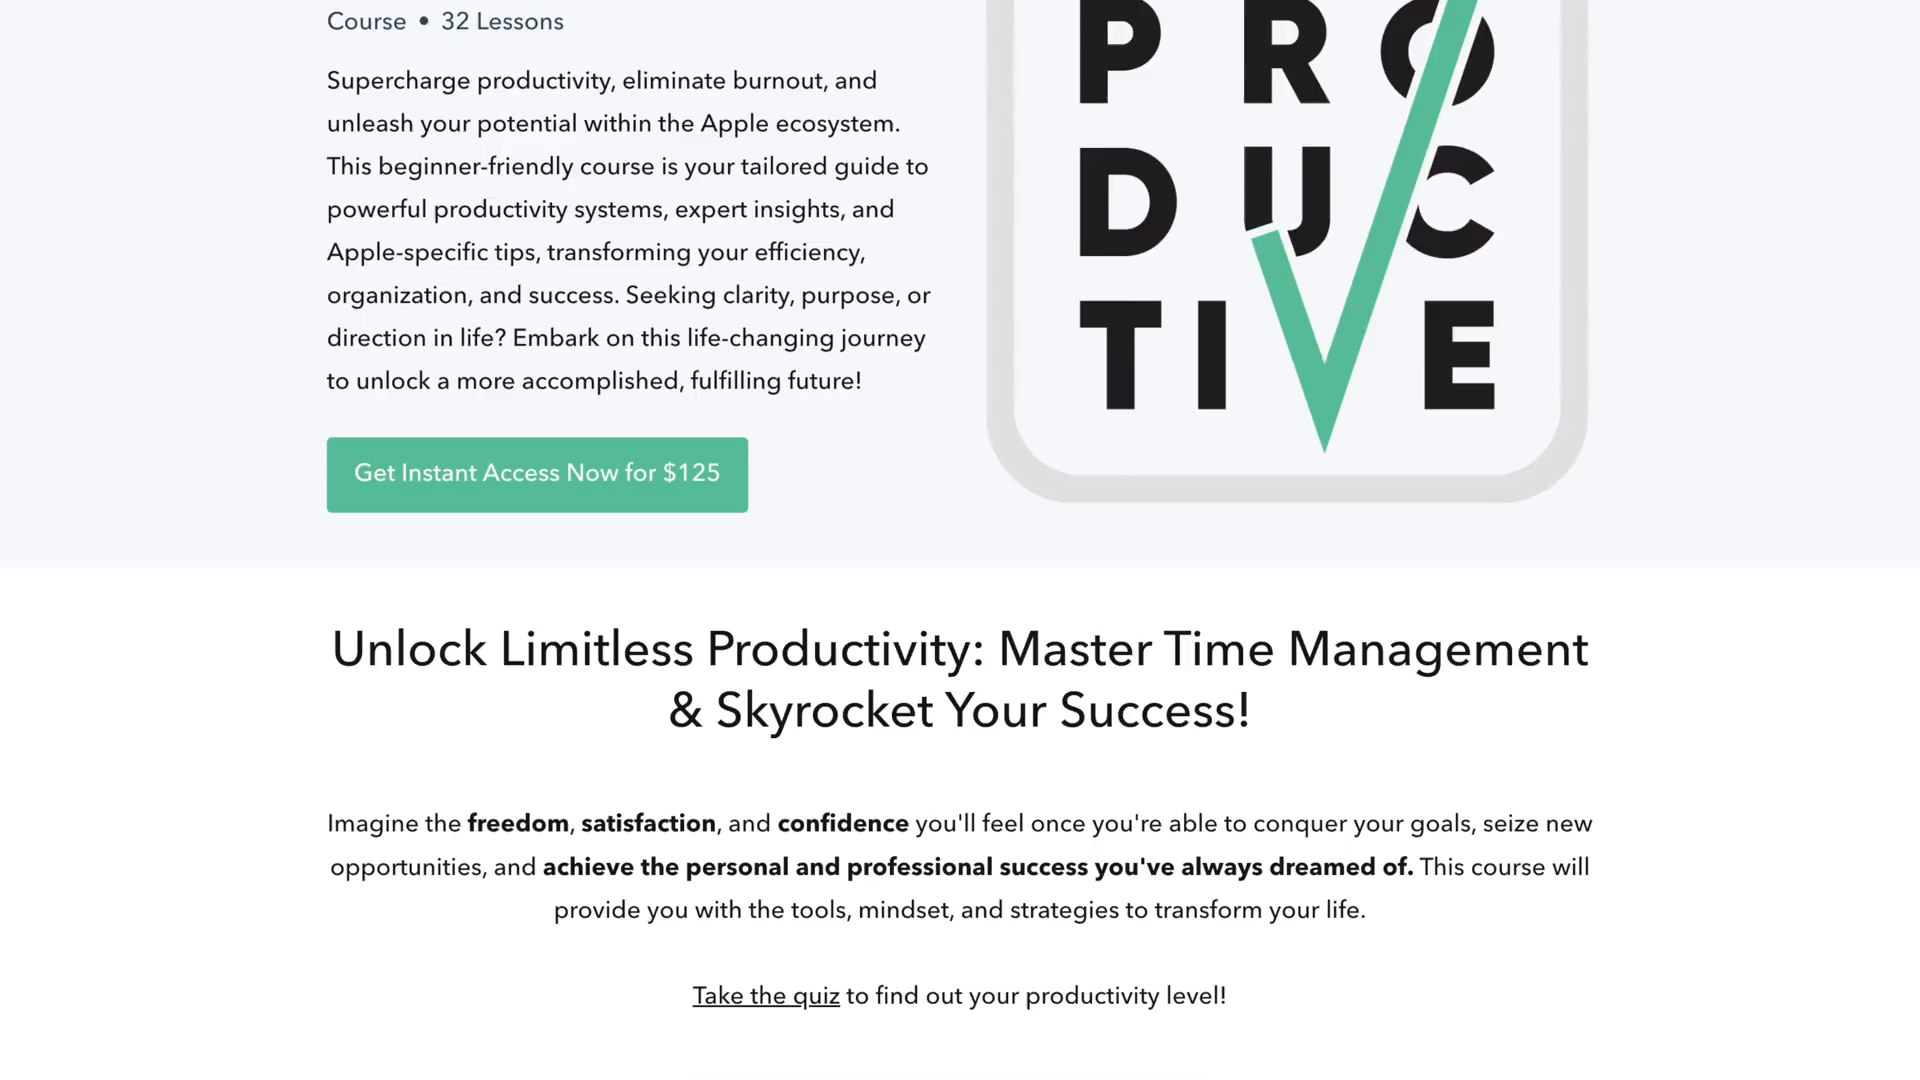 Course • 32 Lessons
Supercharge productivity, eliminate burnout, and
unleash your potential within the Apple ecosystem.
This beginner-friendly course is your tailored guide to
powerful productivity systems, expert insights, and
Apple-specific tips, transforming your efficiency,
organization, and success. Seeking clarity, purpose, or
direction in life? Embark on this life-changing journey
to unlock a more accomplished, fulfilling future!
Get Instant Access Now for $125
PRO
DUC
TIVE
Unlock Limitless Productivity: Master Time Management
& Skyrocket Your Success!
Imagine the freedom, satisfaction, and confidence you'll feel once you're able to conquer your goals, seize new
opportunities, and achieve the personal and professional success you've always dreamed of. This course will
provide you with the tools, mindset, and strategies to transform your life.
Take the quiz to find out your productivity level!